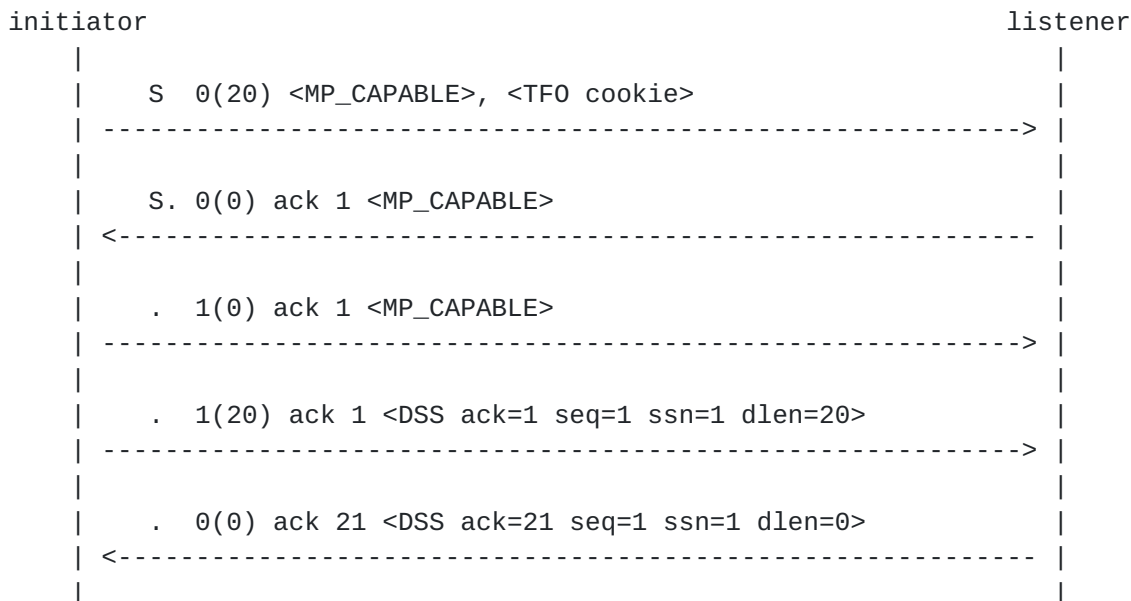 initiator listener
S 0(20) <MP_CAPABLE>, <TFO cookie>
S. 0(0) ack 1 <MP_CAPABLE>
. 1(0) ack 1 <MP_CAPABLE>
. 1(20) ack 1 <DSS ack=1 seq=1 ssn=1 dlen=20>
. 0(0) ack 21 <DSS ack=21 seq=1 ssn=1 dlen=0>